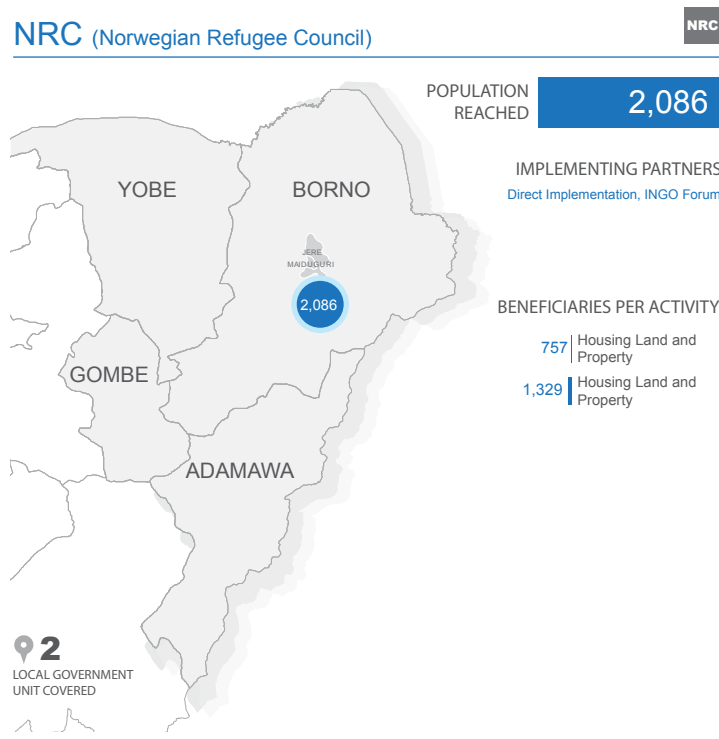 NRC (Norwegian Refugee Council)
NRC
POPULATION
REACHED
2,086
IMPLEMENTING PARTNERS
Direct Implementation, INGO Forum
YOBE
BORNO
JERE
MAIDUGURI
2,086
BENEFICIARIES PER ACTIVITY
757 Housing Land and
Property
1,329 Housing Land and
Property
GOMBE
ADAMAWA
2
LOCAL GOVERNMENT
UNIT COVERED